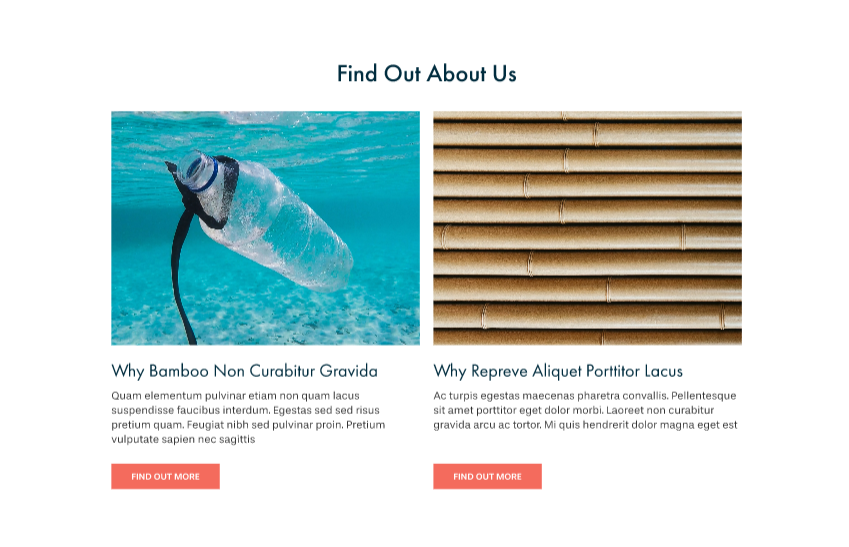 Find Out About Us
Why Bamboo Non Curabitur Gravida
Quam elementum pulvinar etiam non quam lacus
suspendisse faucibus interdum. Egestas sed sed risus
pretium quam. Feugiat nibh sed pulvinar proin. Pretium
vulputate sapien nec sagittis
FIND OUT MORE
Why Repreve Aliquet Porttitor Lacus
Ac turpis egestas maecenas pharetra convallis. Pellentesque
sit amet porttitor eget dolor morbi. Laoreet non curabitur
gravida arcu ac tortor. Mi quis hendrerit dolor magna eget est
FIND OUT MORE